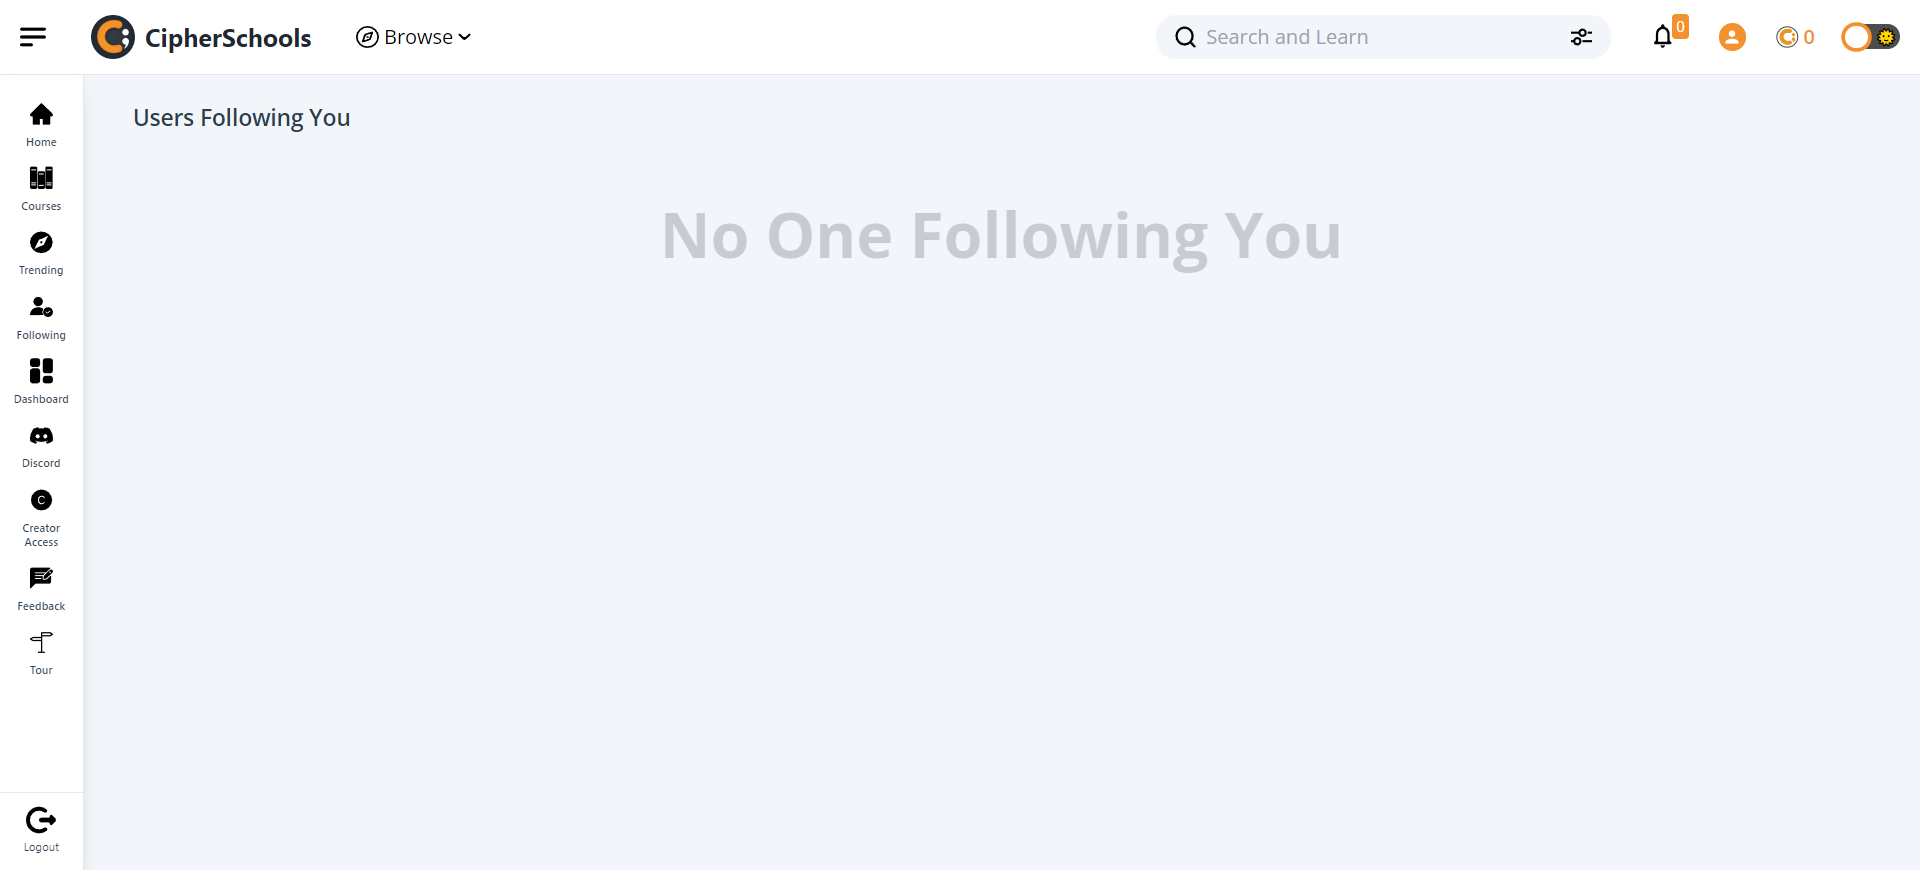 CipherSchools
Browse
Search and Learn
0
0
Home
Courses
Trending
Following
Dashboard
Discord
C
Creator
Access
Feedback
Tour
Logout
Users Following You
No One Following You